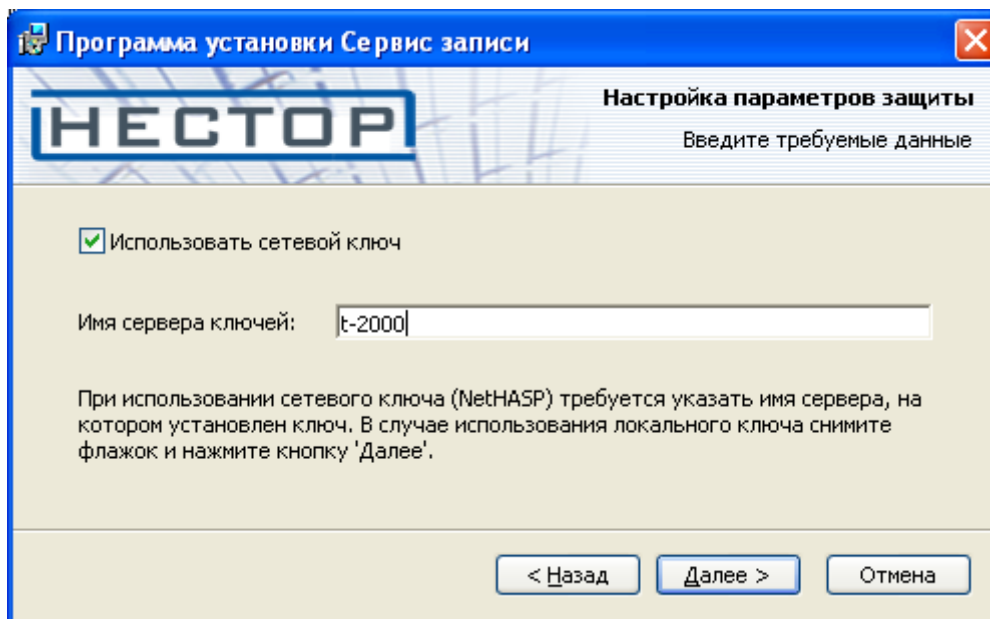 Программа установки Сервис записи
НЕСТОР
Настройка параметров защиты
Введите требуемые данные
Использовать сетевой ключ
Имя сервера ключей: t-2000
При использовании сетевого ключа (NetHASP) требуется указать имя сервера, на
котором установлен ключ. В случае использования локального ключа снимите
флажок и нажмите кнопку 'Далее'.
< Назад Далее > Отмена